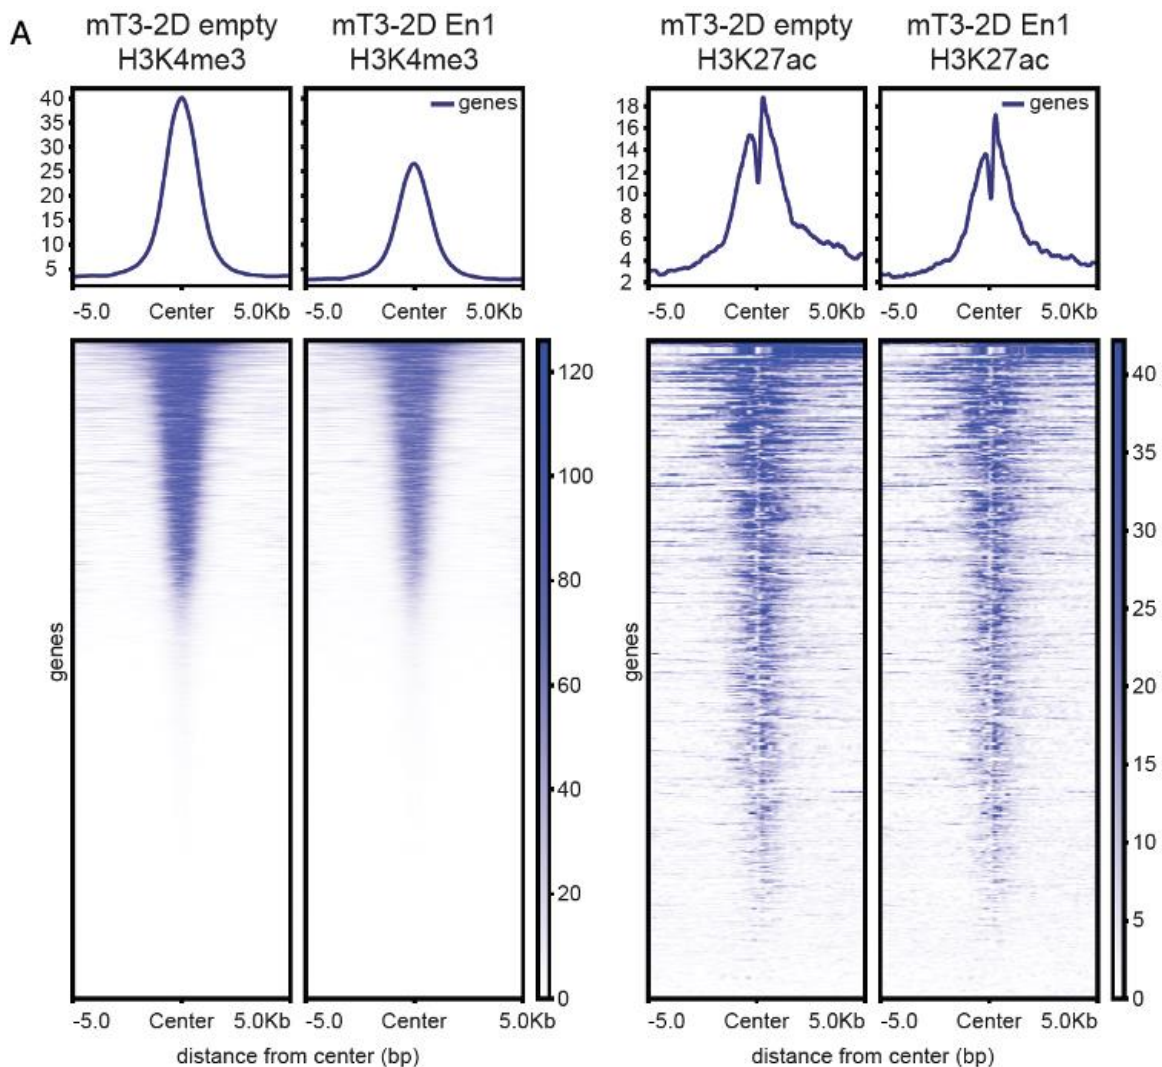 A
mT3-2D empty
H3K4me3
mT3-2D En1
H3K4me3
mT3-2D empty
H3K27ac
mT3-2D En1
H3K27ac
40
35
30
25
20
15
10
5
genes
-5.0 Center 5.0Kb
-5.0 Center 5.0Kb
18
16
14
12
10
8
6
4
2
genes
-5.0 Center 5.0Kb
-5.0 Center 5.0Kb
genes
120
100
80
60
40
20
0
-5.0 Center 5.0Kb
-5.0 Center 5.0Kb
distance from center (bp)
genes
40
35
30
25
20
15
10
5
0
-5.0 Center 5.0Kb
-5.0 Center 5.0Kb
distance from center (bp)